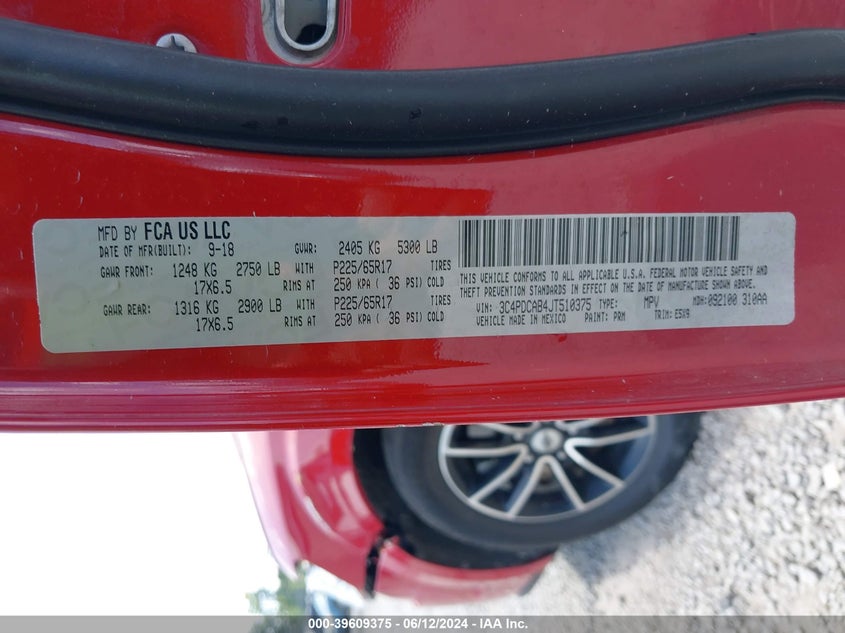 MFD BY FCA US LLC
DATE OF MFR(BUILT): 9-18 GVWR: 2405 KG 5300 LB
GAWR FRONT: 1248 KG 2750 LB WITH P225/65R17 TIRES
17X6.5 RIMS AT 250 KPA ( 36 PSI) COLD
GAWR REAR: 1316 KG 2900 LB WITH P225/65R17 TIRES
17X6.5 RIMS AT 250 KPA ( 36 PSI) COLD
THIS VEHICLE CONFORMS TO ALL APPLICABLE U.S.A. FEDERAL MOTOR VEHICLE SAFETY AND
THEFT PREVENTION STANDARDS IN EFFECT ON THE DATE OF MANUFACTURE SHOWN ABOVE.
VIN: 3C4PDCAB4JT510375 TYPE: MPV MDH: 092100 310AA
VEHICLE MADE IN MEXICO PAINT: PRM TRIM: E5X9
000-39609375 - 06/12/2024 - IAA Inc.